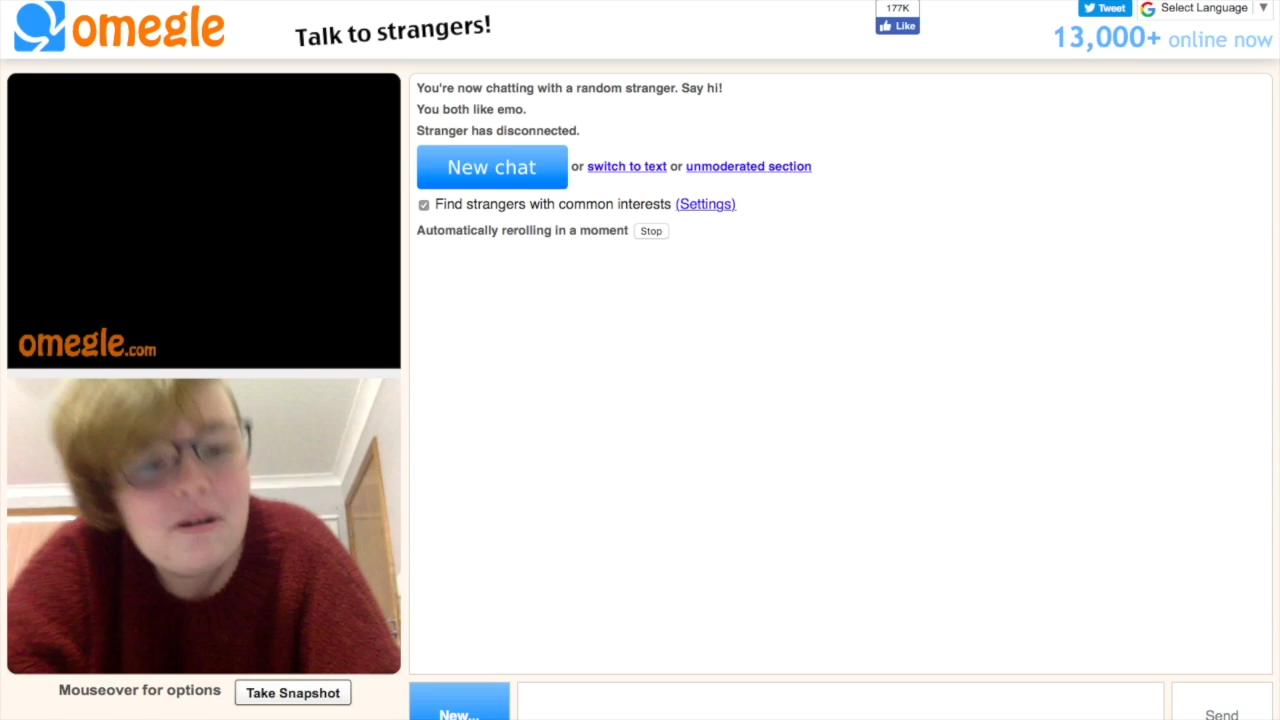 omegle
Talk to strangers!
177K
Like
Tweet
Select Language ▼
13,000+ online now
You're now chatting with a random stranger. Say hi!
You both like emo.
Stranger has disconnected.
New chat or switch to text or unmoderated section
Find strangers with common interests (Settings)
Automatically rerolling in a moment Stop
omegle.com
Mouseover for options Take Snapshot
New...
Send